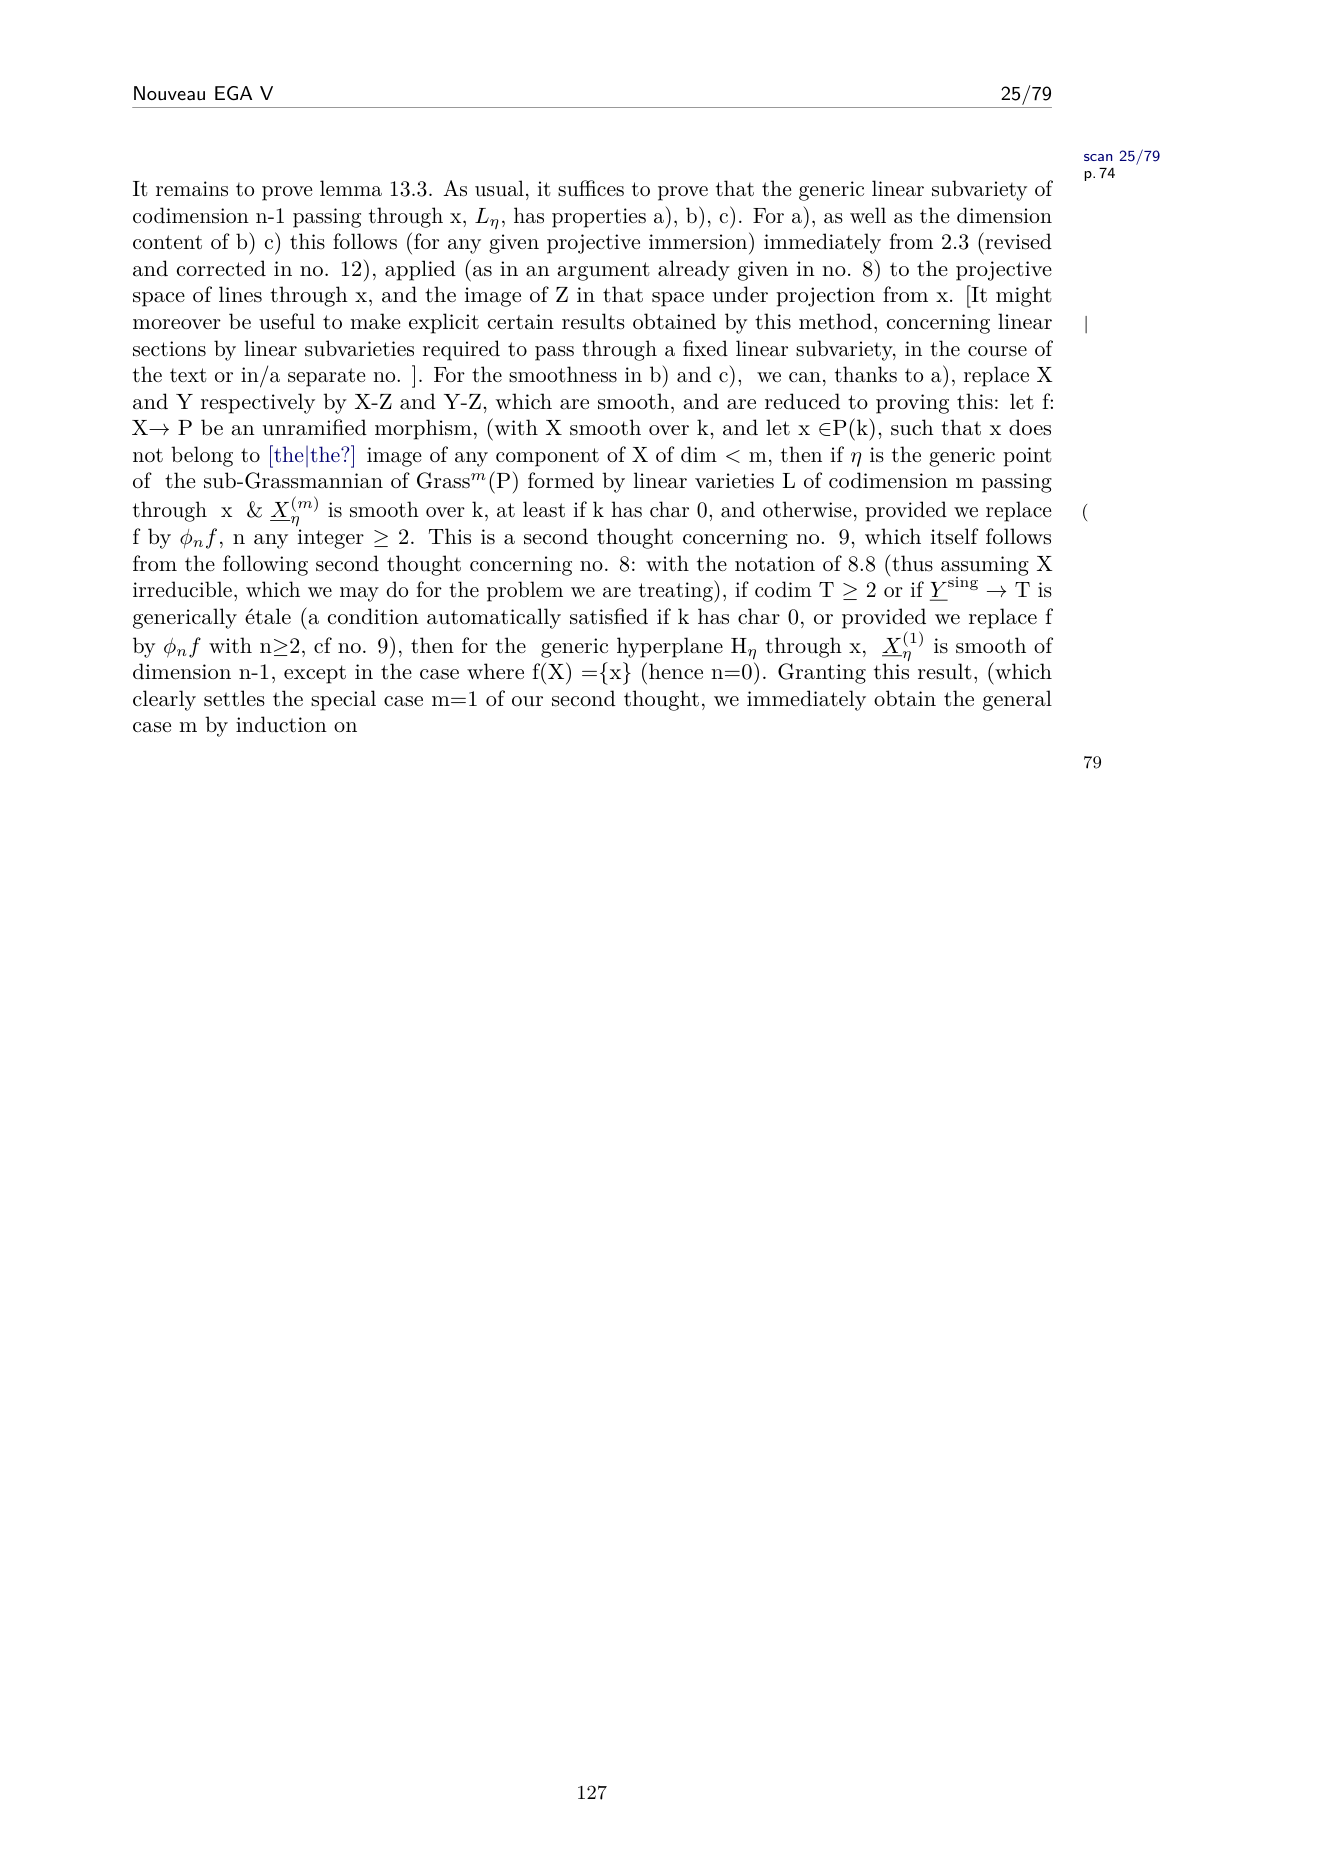 Nouveau EGA V 25/79
scan 25/79
p. 74
It remains to prove lemma 13.3. As usual, it suffices to prove that the generic linear subvariety of
codimension n-1 passing through x, $L_\eta$, has properties a), b), c). For a), as well as the dimension
content of b) c) this follows (for any given projective immersion) immediately from 2.3 (revised
and corrected in no. 12), applied (as in an argument already given in no. 8) to the projective
space of lines through x, and the image of Z in that space under projection from x. [It might
moreover be useful to make explicit certain results obtained by this method, concerning linear |
sections by linear subvarieties required to pass through a fixed linear subvariety, in the course of
the text or in/a separate no. ]. For the smoothness in b) and c), we can, thanks to a), replace X
and Y respectively by X-Z and Y-Z, which are smooth, and are reduced to proving this: let f:
X→ P be an unramified morphism, (with X smooth over k, and let x ∈P(k), such that x does
not belong to [the|the?] image of any component of X of dim < m, then if $\eta$ is the generic point
of the sub-Grassmannian of Grass$^m$(P) formed by linear varieties L of codimension m passing
through x & $\underline{X}_\eta^{(m)}$ is smooth over k, at least if k has char 0, and otherwise, provided we replace (
f by $\phi_n f$, n any integer ≥ 2. This is a second thought concerning no. 9, which itself follows
from the following second thought concerning no. 8: with the notation of 8.8 (thus assuming X
irreducible, which we may do for the problem we are treating), if codim T ≥ 2 or if $\underline{Y}^{\text{sing}}$ → T is
generically étale (a condition automatically satisfied if k has char 0, or provided we replace f
by $\phi_n f$ with n≥2, cf no. 9), then for the generic hyperplane H$_\eta$ through x, $\underline{X}_\eta^{(1)}$ is smooth of
dimension n-1, except in the case where f(X) ={x} (hence n=0). Granting this result, (which
clearly settles the special case m=1 of our second thought, we immediately obtain the general
case m by induction on
79
127